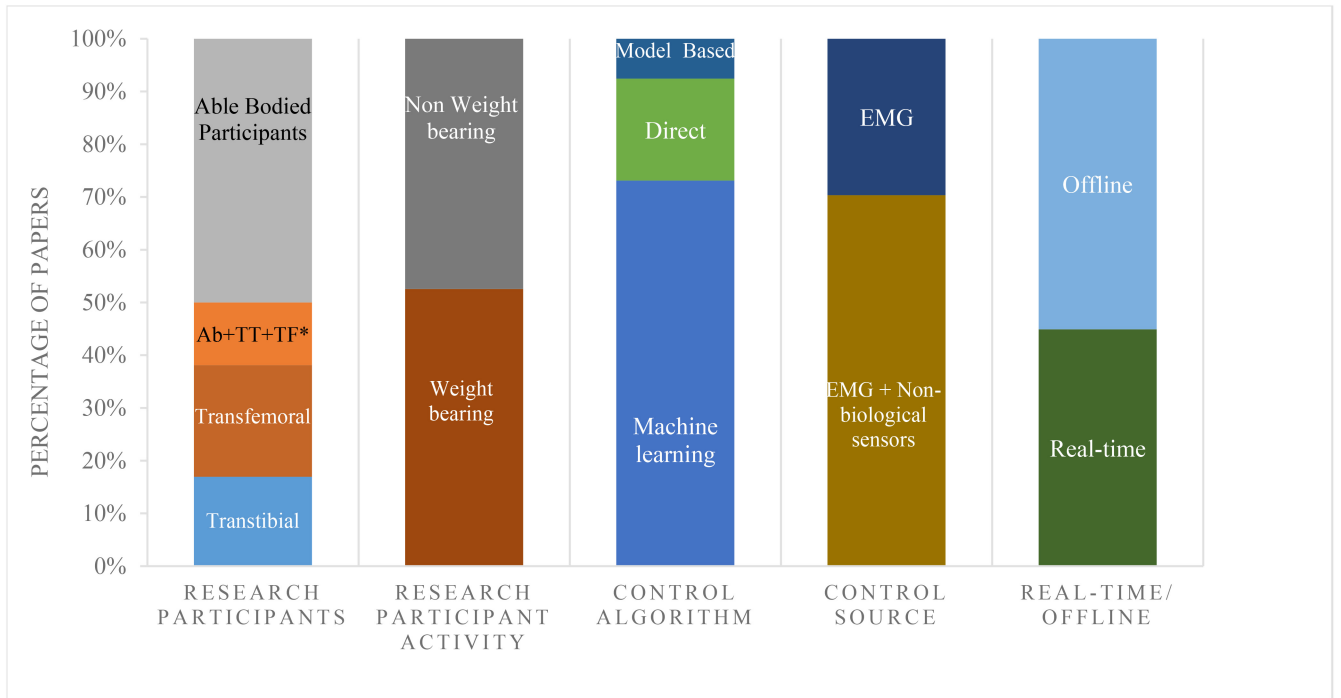 PERCENTAGE OF PAPERS
100%
90%
80%
70%
60%
50%
40%
30%
20%
10%
0%
Able Bodied
Participants
Ab+TT+TF*
Transfemoral
Transtibial
Non Weight
bearing
Weight
bearing
Model Based
Direct
Machine
learning
EMG
EMG + Non-
biological
sensors
Offline
Real-time
RESEARCH
PARTICIPANTS
RESEARCH
PARTICIPANT
ACTIVITY
CONTROL
ALGORITHM
CONTROL
SOURCE
REAL-TIME/
OFFLINE